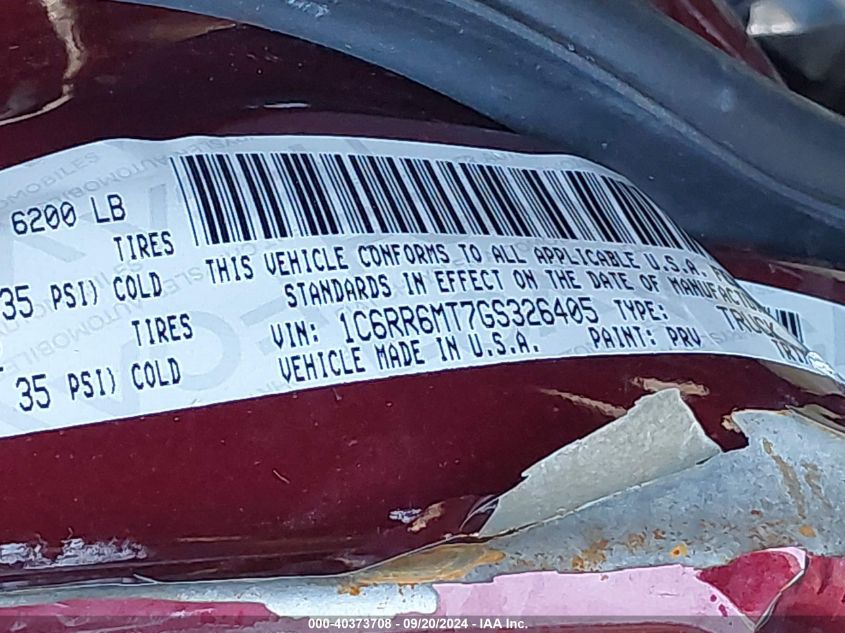 6200 LB
TIRES
35 PSI) COLD
TIRES
35 PSI) COLD
THIS VEHICLE CONFORMS TO ALL APPLICABLE U.S.A.
STANDARDS IN EFFECT ON THE DATE OF
VIN: 1C6RR6MT7GS326405 TYPE: TRUCK
VEHICLE MADE IN U.S.A. PAINT: PRV
000-40373708 - 09/20/2024 - IAA Inc.